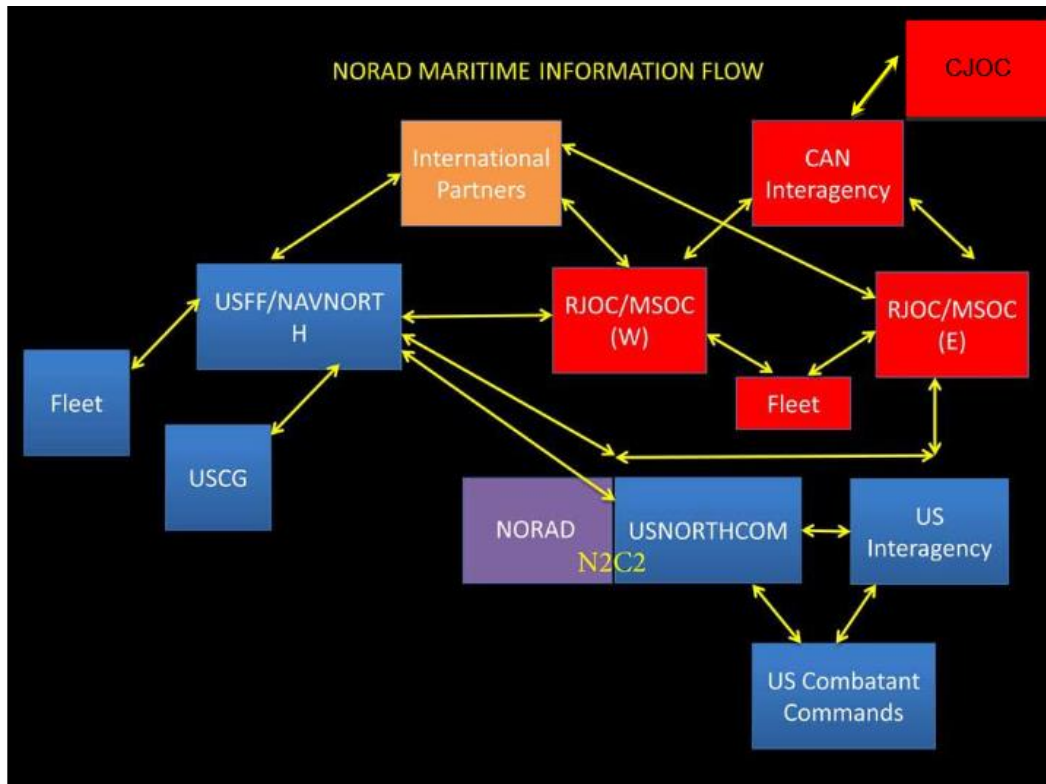 CJOC
NORAD MARITIME INFORMATION FLOW
International
Partners
CAN
Interagency
USFF/NAVNORT
H
RJOC/MSOC
(W)
RJOC/MSOC
(E)
Fleet
Fleet
USCG
NORAD
USNORTHCOM
N2C2
US
Interagency
US Combatant
Commands